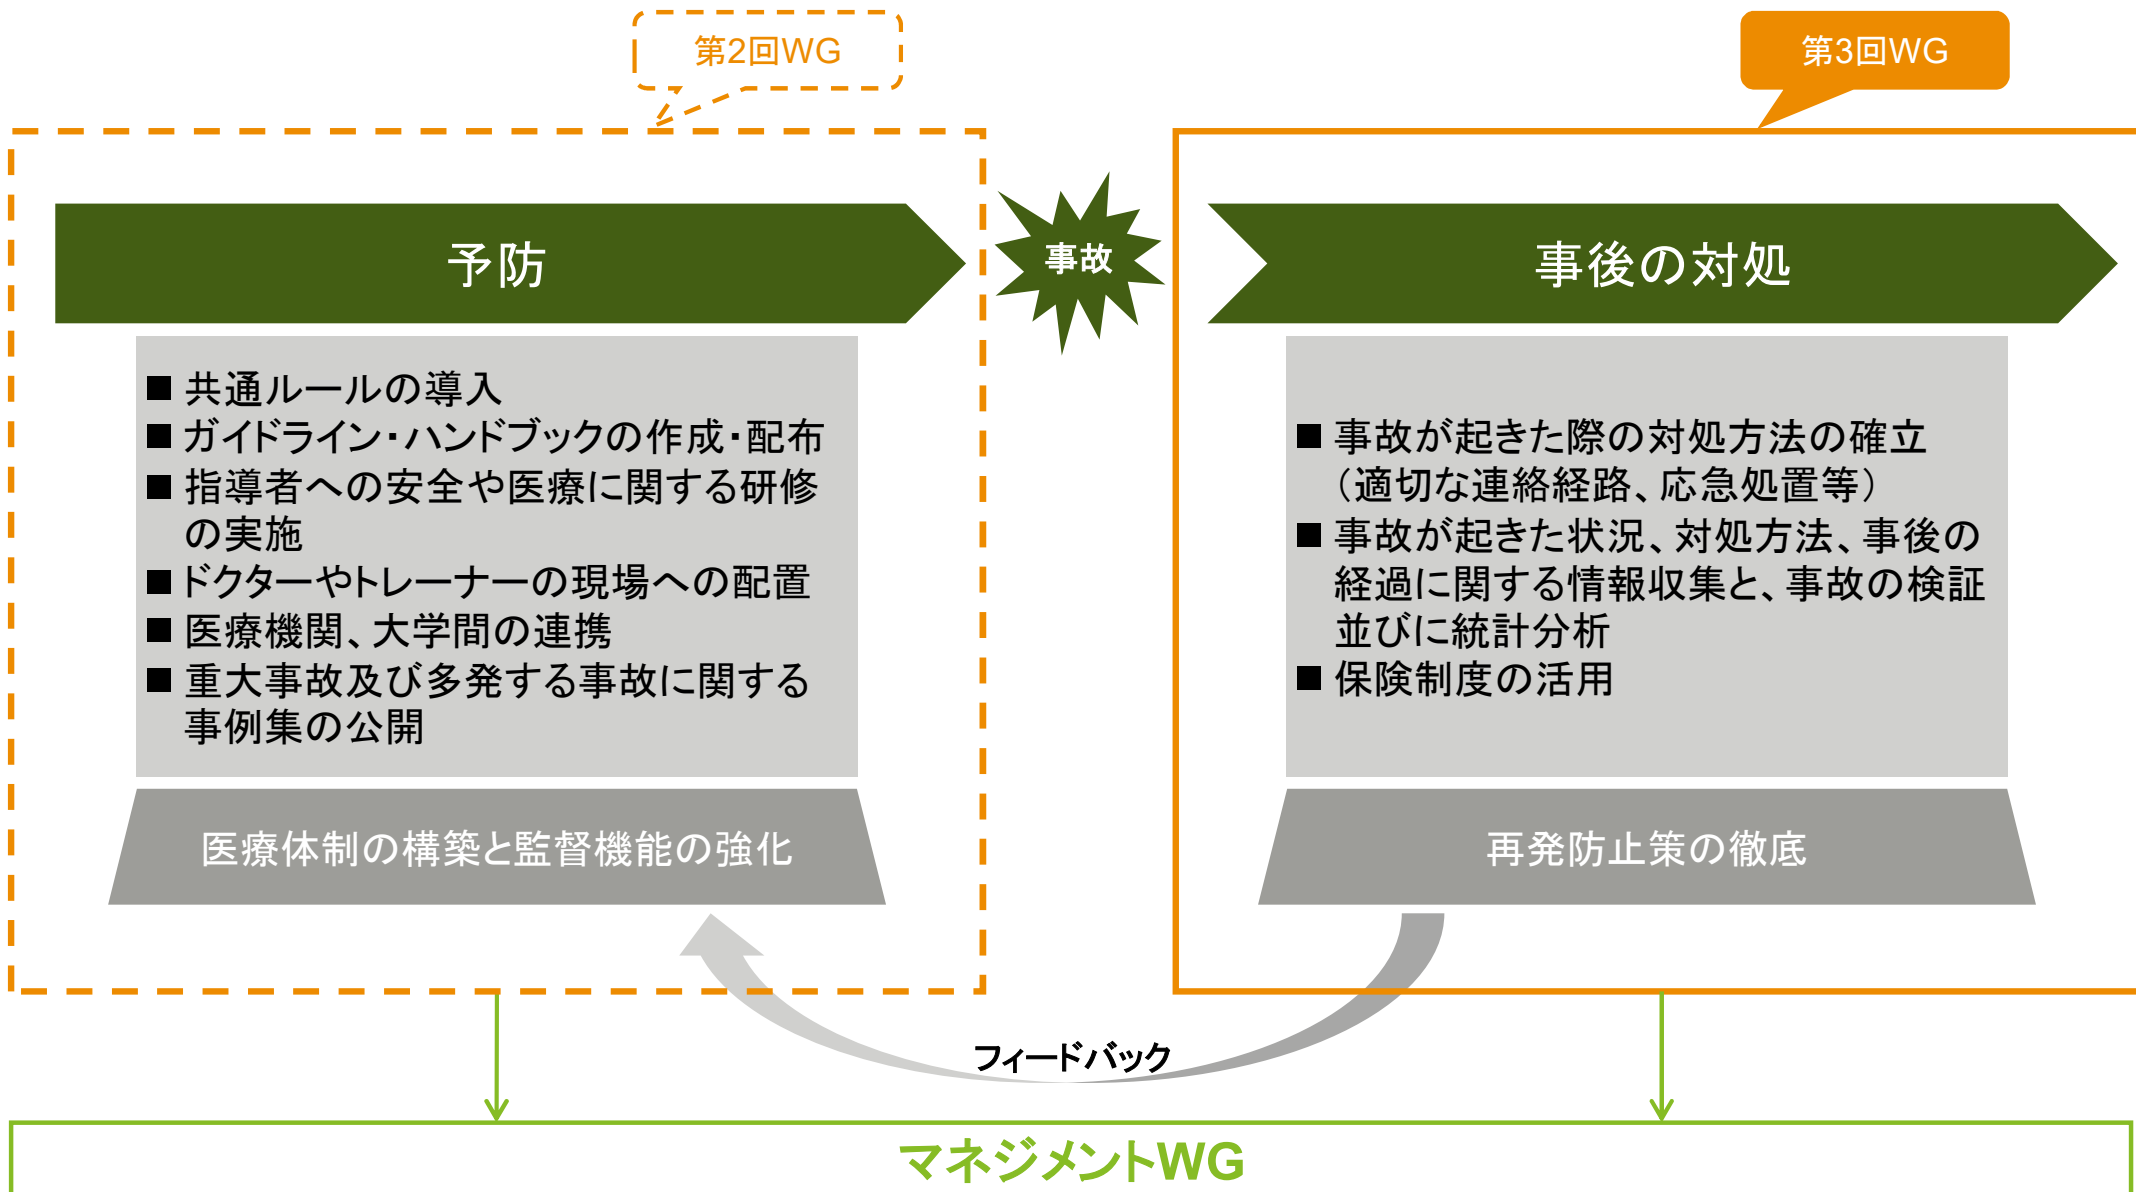 第2回WG
第3回WG
予防
事故
事後の対処
■ 共通ルールの導入
■ ガイドライン・ハンドブックの作成・配布
■ 指導者への安全や医療に関する研修
の実施
■ ドクターやトレーナーの現場への配置
■ 医療機関、大学間の連携
■ 重大事故及び多発する事故に関する
事例集の公開
■ 事故が起きた際の対処方法の確立
（適切な連絡経路、応急処置等）
■ 事故が起きた状況、対処方法、事後の
経過に関する情報収集と、事故の検証
並びに統計分析
■ 保険制度の活用
医療体制の構築と監督機能の強化
再発防止策の徹底
フィードバック
マネジメントWG